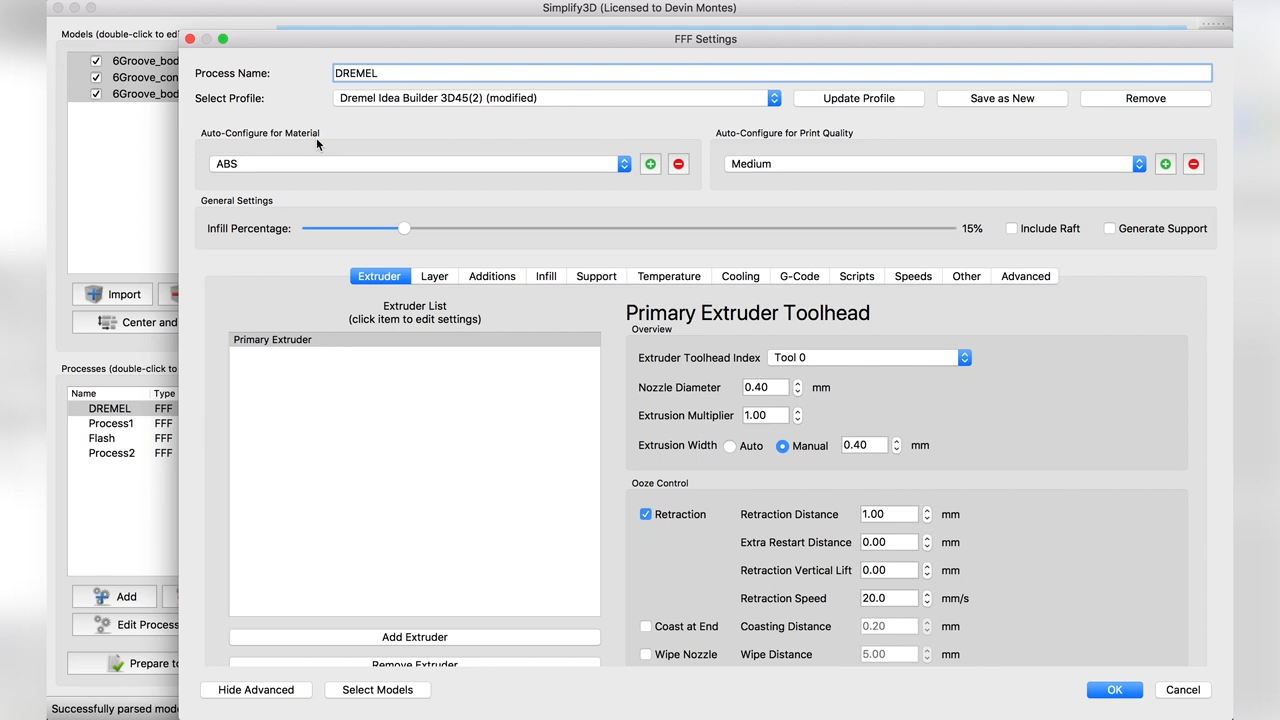 Simplify3D (Licensed to Devin Montes)
Models (double-click to edi
6Groove_body
6Groove_con
6Groove_bod
Import
Center and
Processes (double-click to
Name Type
DREMEL FFF
Process1 FFF
Flash FFF
Process2 FFF
Add
Edit Process
Prepare to
Successfully parsed mode
FFF Settings
Process Name: DREMEL
Select Profile: Dremel Idea Builder 3D45(2) (modified) Update Profile Save as New Remove
Auto-Configure for Material Auto-Configure for Print Quality
ABS Medium
General Settings
Infill Percentage: 15% Include Raft Generate Support
Extruder Layer Additions Infill Support Temperature Cooling G-Code Scripts Speeds Other Advanced
Extruder List
(click item to edit settings)
Primary Extruder
Add Extruder
Remove Extruder
Primary Extruder Toolhead
Overview
Extruder Toolhead Index Tool 0
Nozzle Diameter 0.40 mm
Extrusion Multiplier 1.00
Extrusion Width Auto Manual 0.40 mm
Ooze Control
Retraction Retraction Distance 1.00 mm
Extra Restart Distance 0.00 mm
Retraction Vertical Lift 0.00 mm
Retraction Speed 20.0 mm/s
Coast at End Coasting Distance 0.20 mm
Wipe Nozzle Wipe Distance 5.00 mm
Hide Advanced Select Models OK Cancel